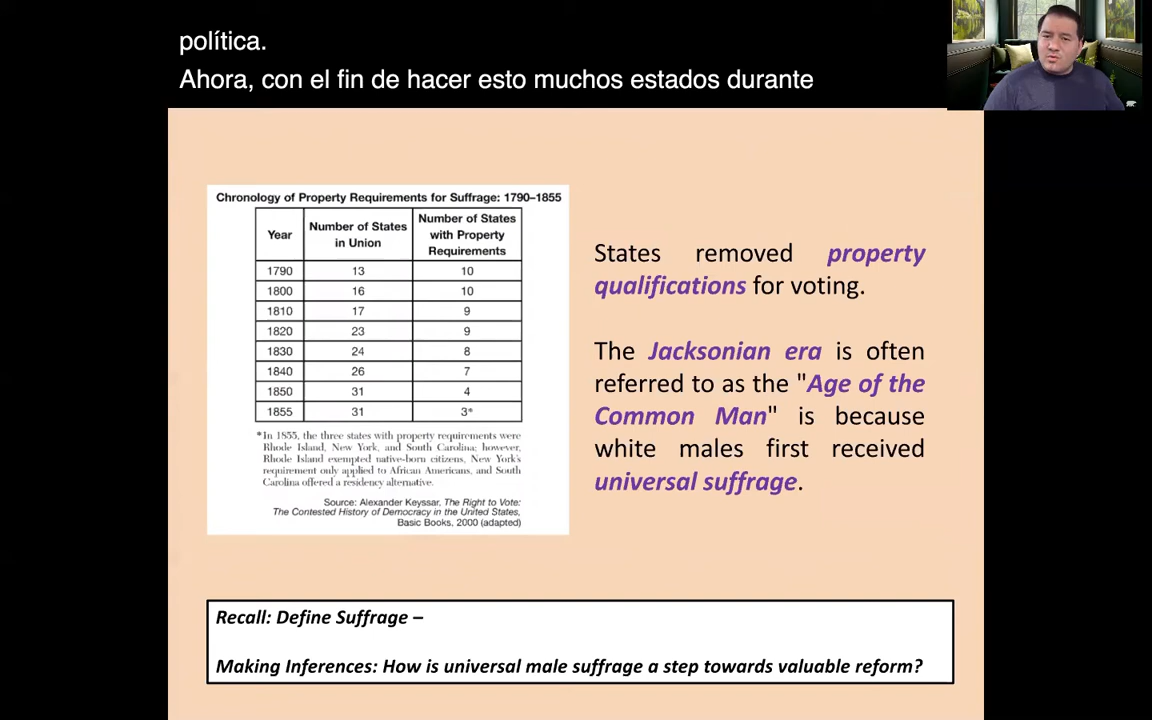 política.
Ahora, con el fin de hacer esto muchos estados durante
Chronology of Property Requirements for Suffrage: 1790–1855
Year
Number of States
in Union
Number of States
with Property
Requirements
1790 13 10
1800 16 10
1810 17 9
1820 23 9
1830 24 8
1840 26 7
1850 31 4
1855 31 3*
*In 1855, the three states with property requirements were
Rhode Island, New York, and South Carolina; however,
Rhode Island exempted native-born citizens, New York's
requirement only applied to African Americans, and South
Carolina offered a residency alternative.
Source: Alexander Keyssar, The Right to Vote:
The Contested History of Democracy in the United States,
Basic Books, 2000 (adapted)
States removed property
qualifications for voting.
The Jacksonian era is often
referred to as the "Age of the
Common Man" is because
white males first received
universal suffrage.
Recall: Define Suffrage –
Making Inferences: How is universal male suffrage a step towards valuable reform?